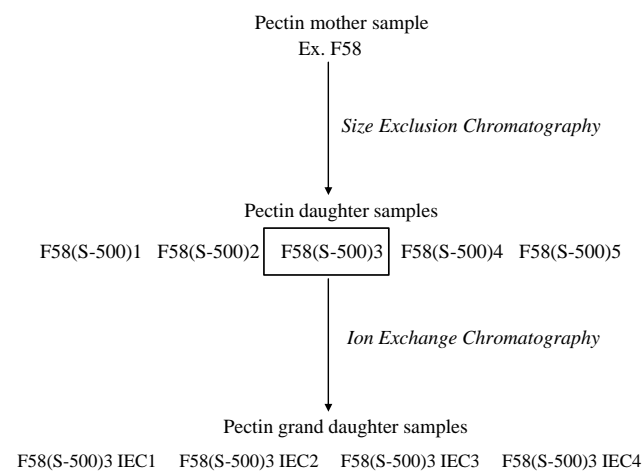 Pectin mother sample
Ex. F58
Size Exclusion Chromatography
Pectin daughter samples
F58(S-500)1 F58(S-500)2 F58(S-500)3 F58(S-500)4 F58(S-500)5
Ion Exchange Chromatography
Pectin grand daughter samples
F58(S-500)3 IEC1 F58(S-500)3 IEC2 F58(S-500)3 IEC3 F58(S-500)3 IEC4